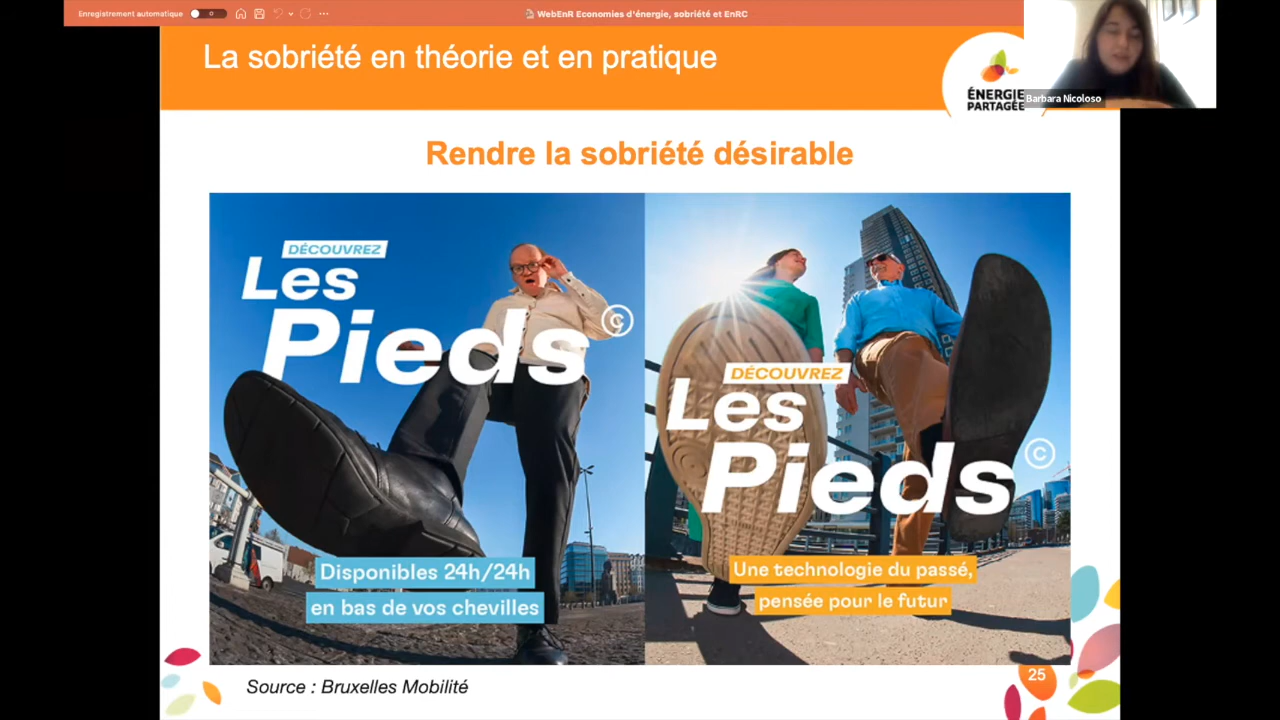 Enregistrement automatique
WebEnR Economies d'énergie, sobriété et EnRC
La sobriété en théorie et en pratique
ÉNERGIE
PARTAGÉE
Barbara Nicoloso
Rendre la sobriété désirable
DÉCOUVREZ
Les
Pieds ©
Disponibles 24h/24h
en bas de vos chevilles
DÉCOUVREZ
Les
Pieds ©
Une technologie du passé,
pensée pour le futur
Source : Bruxelles Mobilité
25